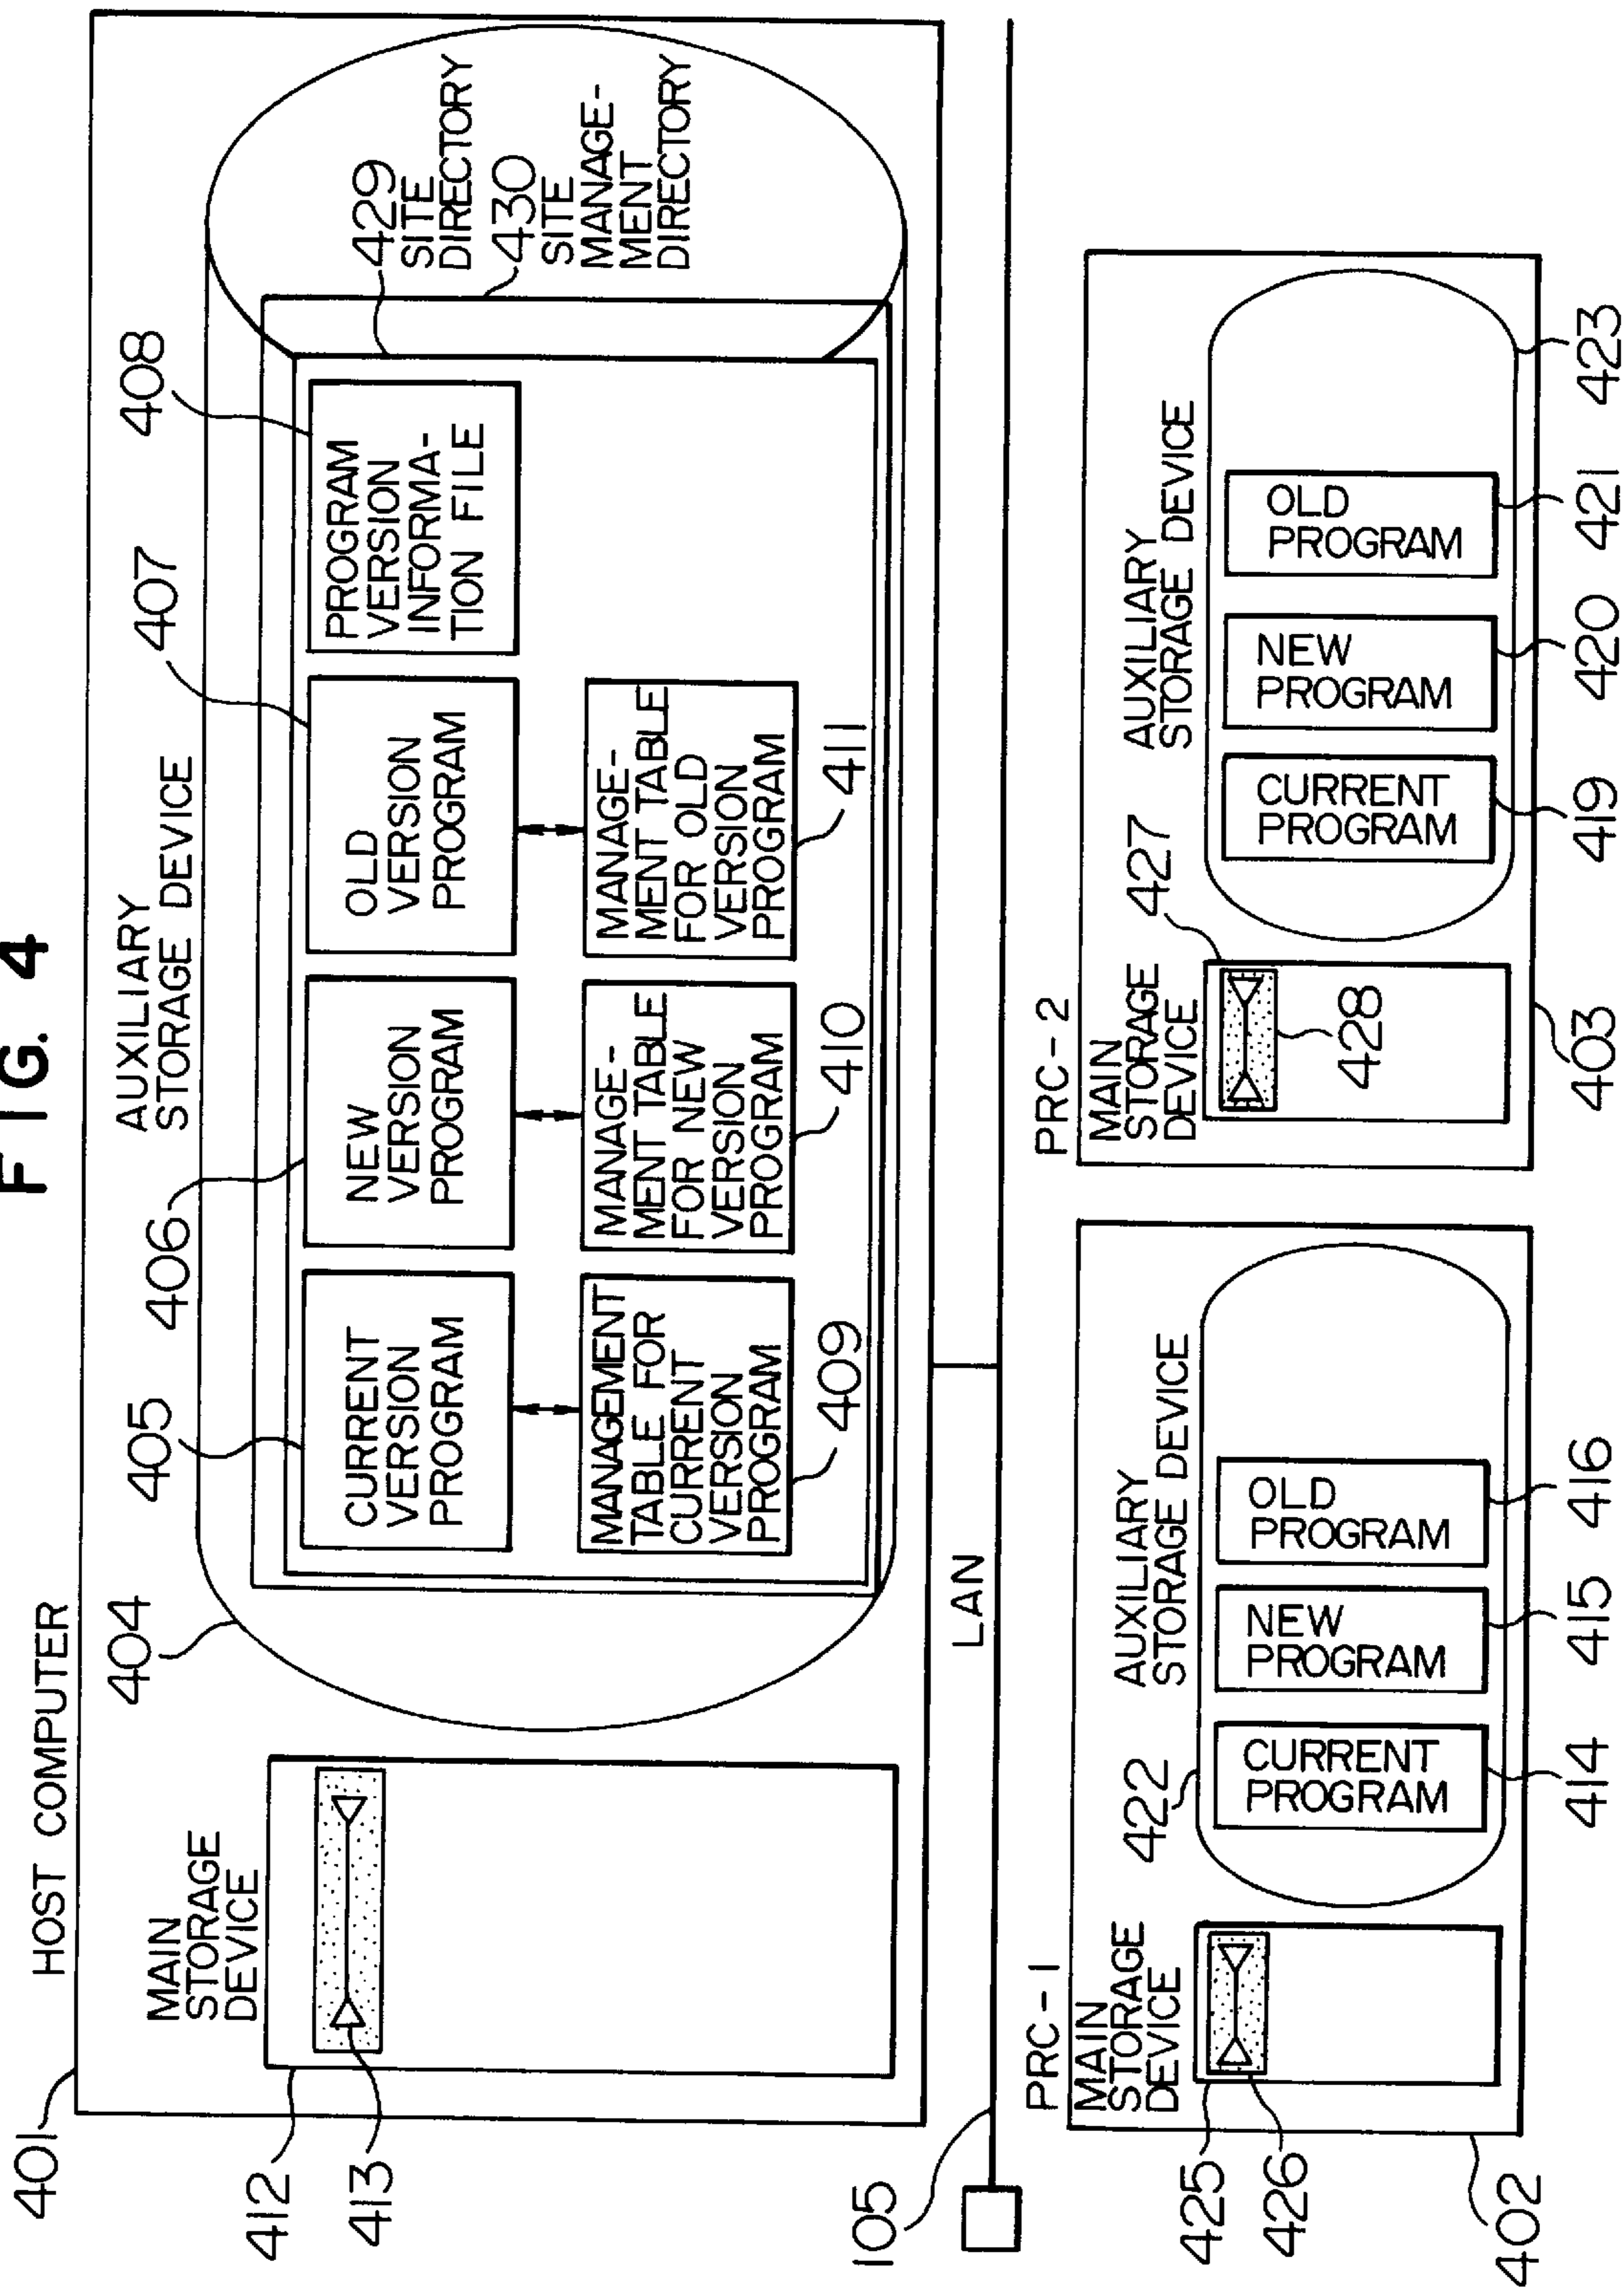 FIG. 4
401
HOST COMPUTER
MAIN
STORAGE
DEVICE
412
413
404
AUXILIARY
STORAGE DEVICE
405
CURRENT
VERSION
PROGRAM
406
NEW
VERSION
PROGRAM
407
OLD
VERSION
PROGRAM
408
PROGRAM
VERSION
INFORMA-
TION FILE
429
SITE
DIRECTORY
430
SITE
MANAGE-
MENT
DIRECTORY
MANAGEMENT
TABLE FOR
CURRENT
VERSION
PROGRAM
409
MANAGE-
MENT TABLE
FOR NEW
VERSION
PROGRAM
410
MANAGE-
MENT TABLE
FOR OLD
VERSION
PROGRAM
411
105
LAN
PRC-1
MAIN
STORAGE
DEVICE
425
426
402
422
AUXILIARY
STORAGE DEVICE
CURRENT
PROGRAM
414
NEW
PROGRAM
415
OLD
PROGRAM
416
PRC-2
MAIN
STORAGE
DEVICE
427
428
403
AUXILIARY
STORAGE DEVICE
CURRENT
PROGRAM
419
NEW
PROGRAM
420
OLD
PROGRAM
421
423